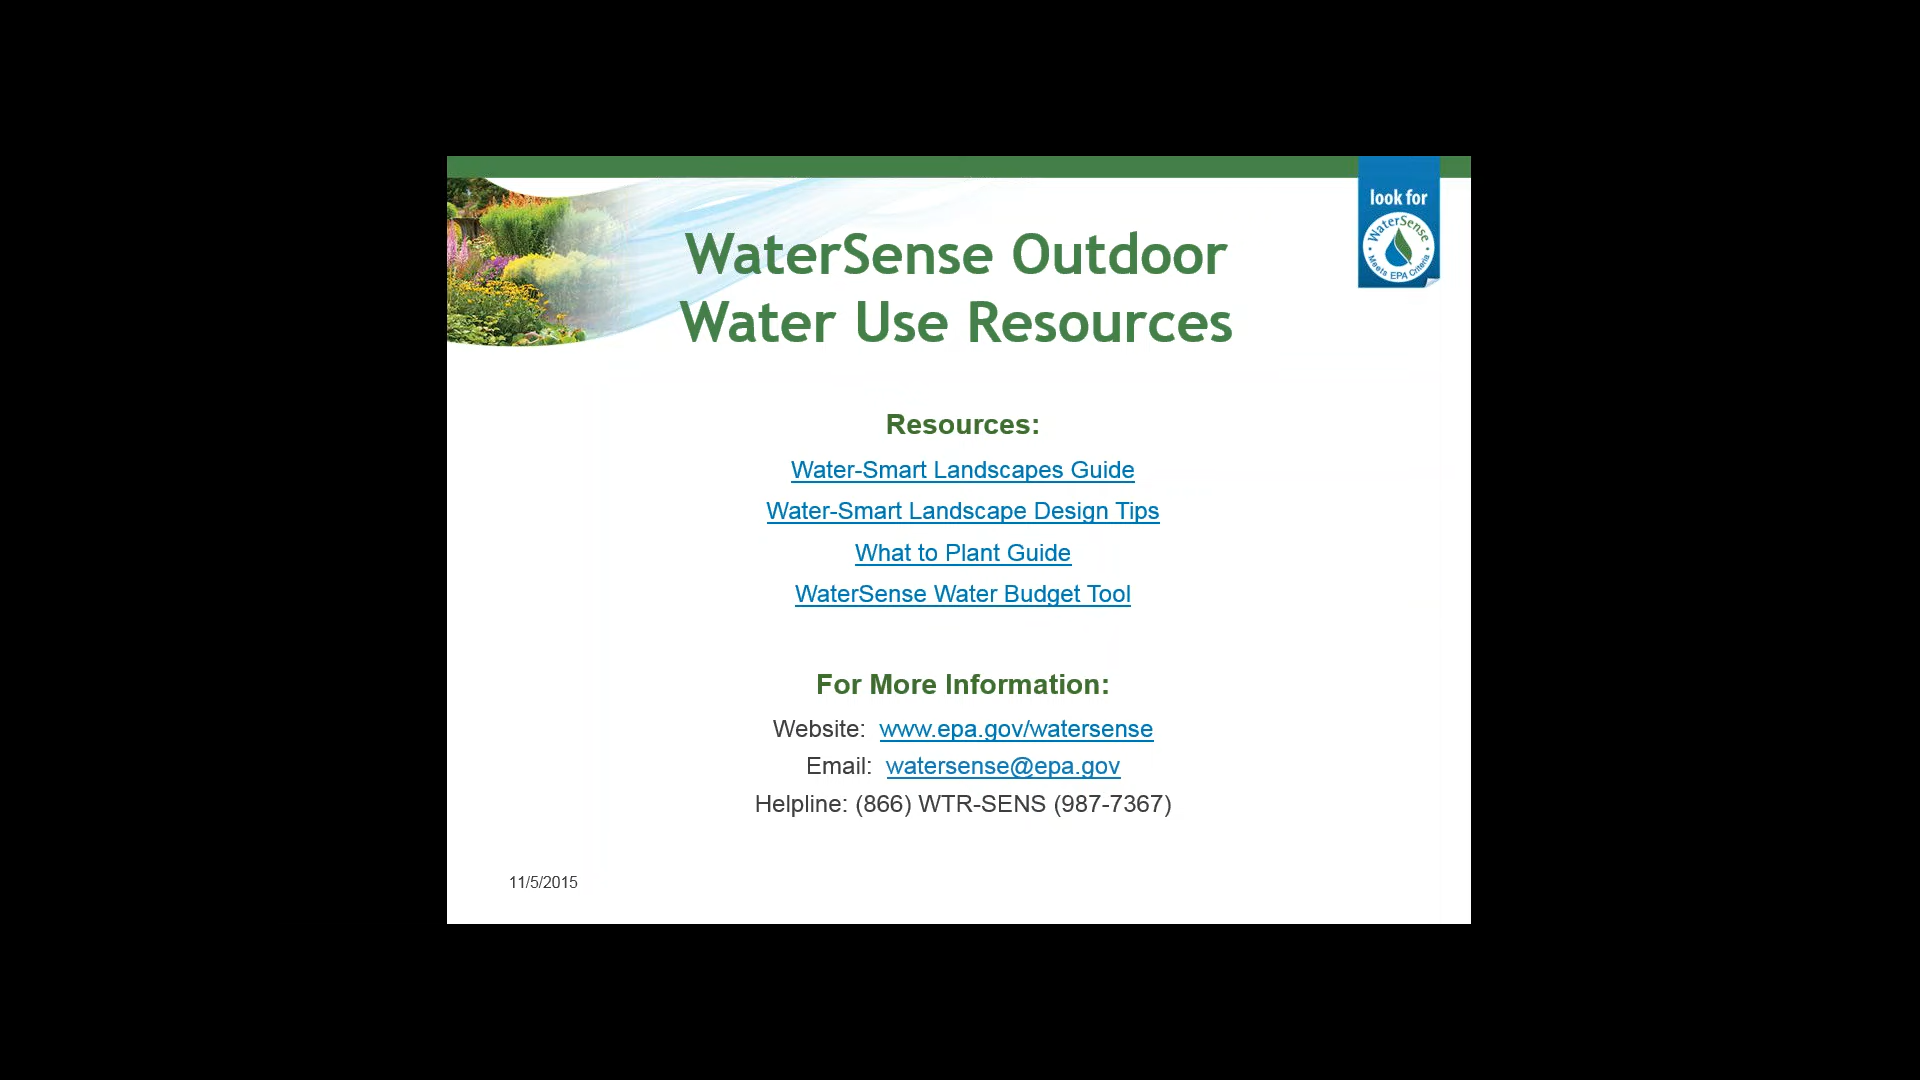 look for
WaterSense
Meets EPA Criteria
WaterSense Outdoor
Water Use Resources
Resources:
Water-Smart Landscapes Guide
Water-Smart Landscape Design Tips
What to Plant Guide
WaterSense Water Budget Tool
For More Information:
Website: www.epa.gov/watersense
Email: watersense@epa.gov
Helpline: (866) WTR-SENS (987-7367)
11/5/2015